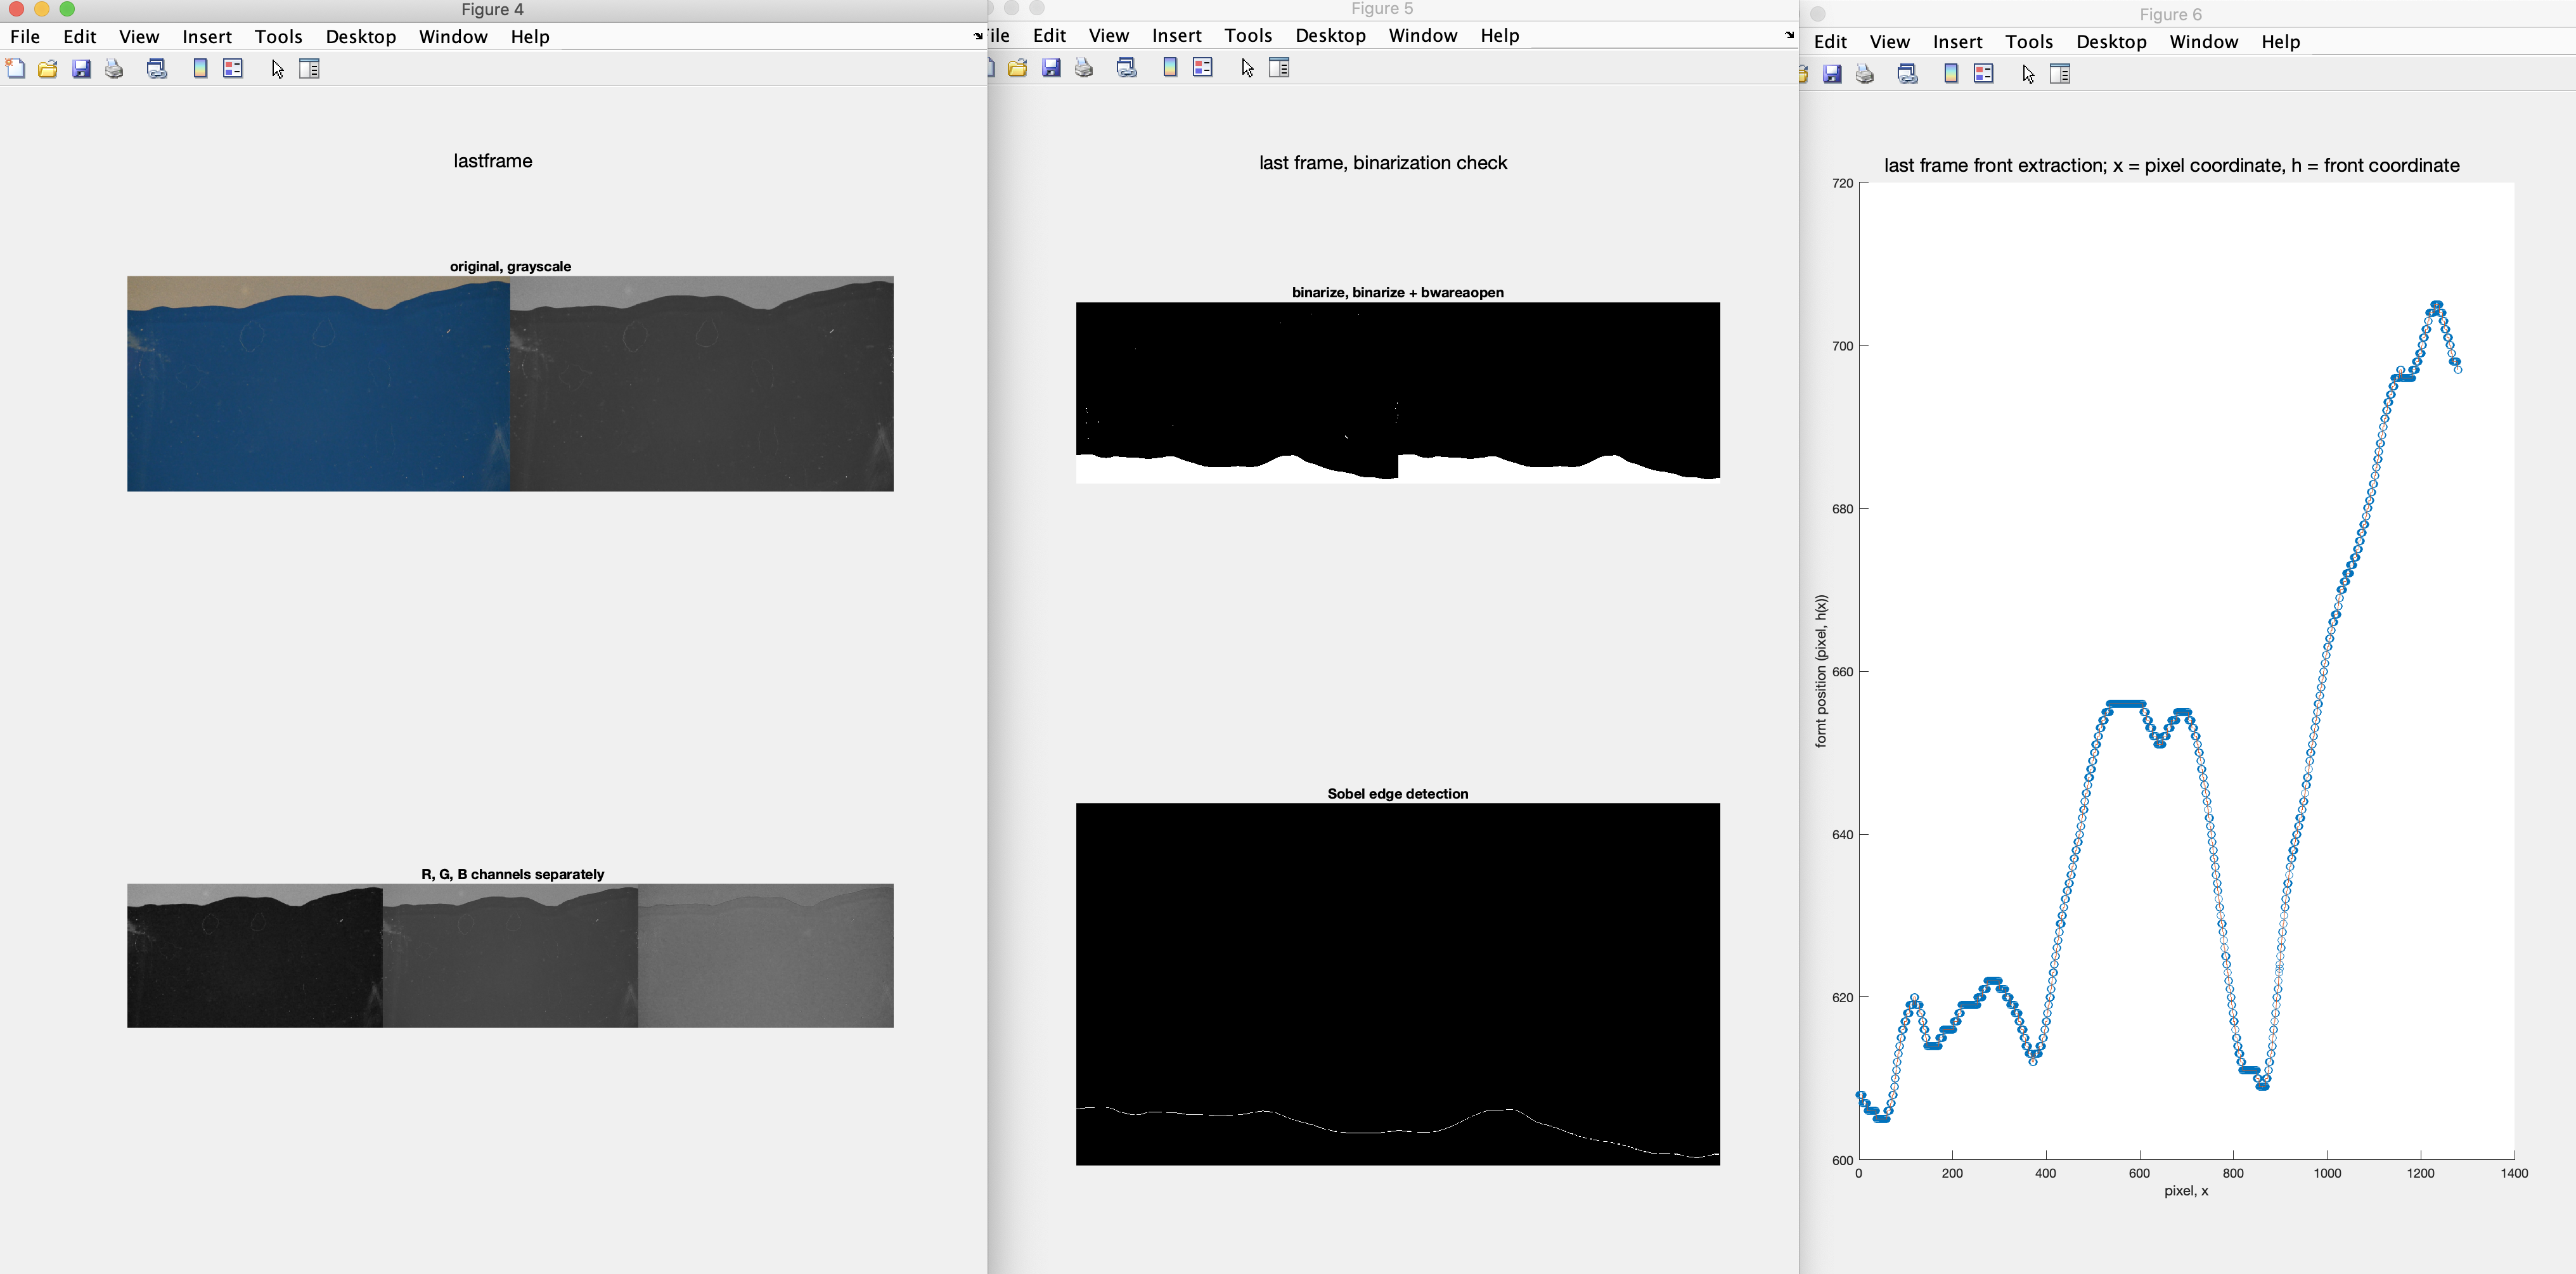 Figure 4
File Edit View Insert Tools Desktop Window Help
lastframe
original, grayscale
R, G, B channels separately
Figure 5
ile Edit View Insert Tools Desktop Window Help
last frame, binarization check
binarize, binarize + bwareaopen
Sobel edge detection
Figure 6
Edit View Insert Tools Desktop Window Help
last frame front extraction; x = pixel coordinate, h = front coordinate
720
700
680
660
640
620
600
fornt position (pixel, h(x))
0 200 400 600 800 1000 1200 1400
pixel, x